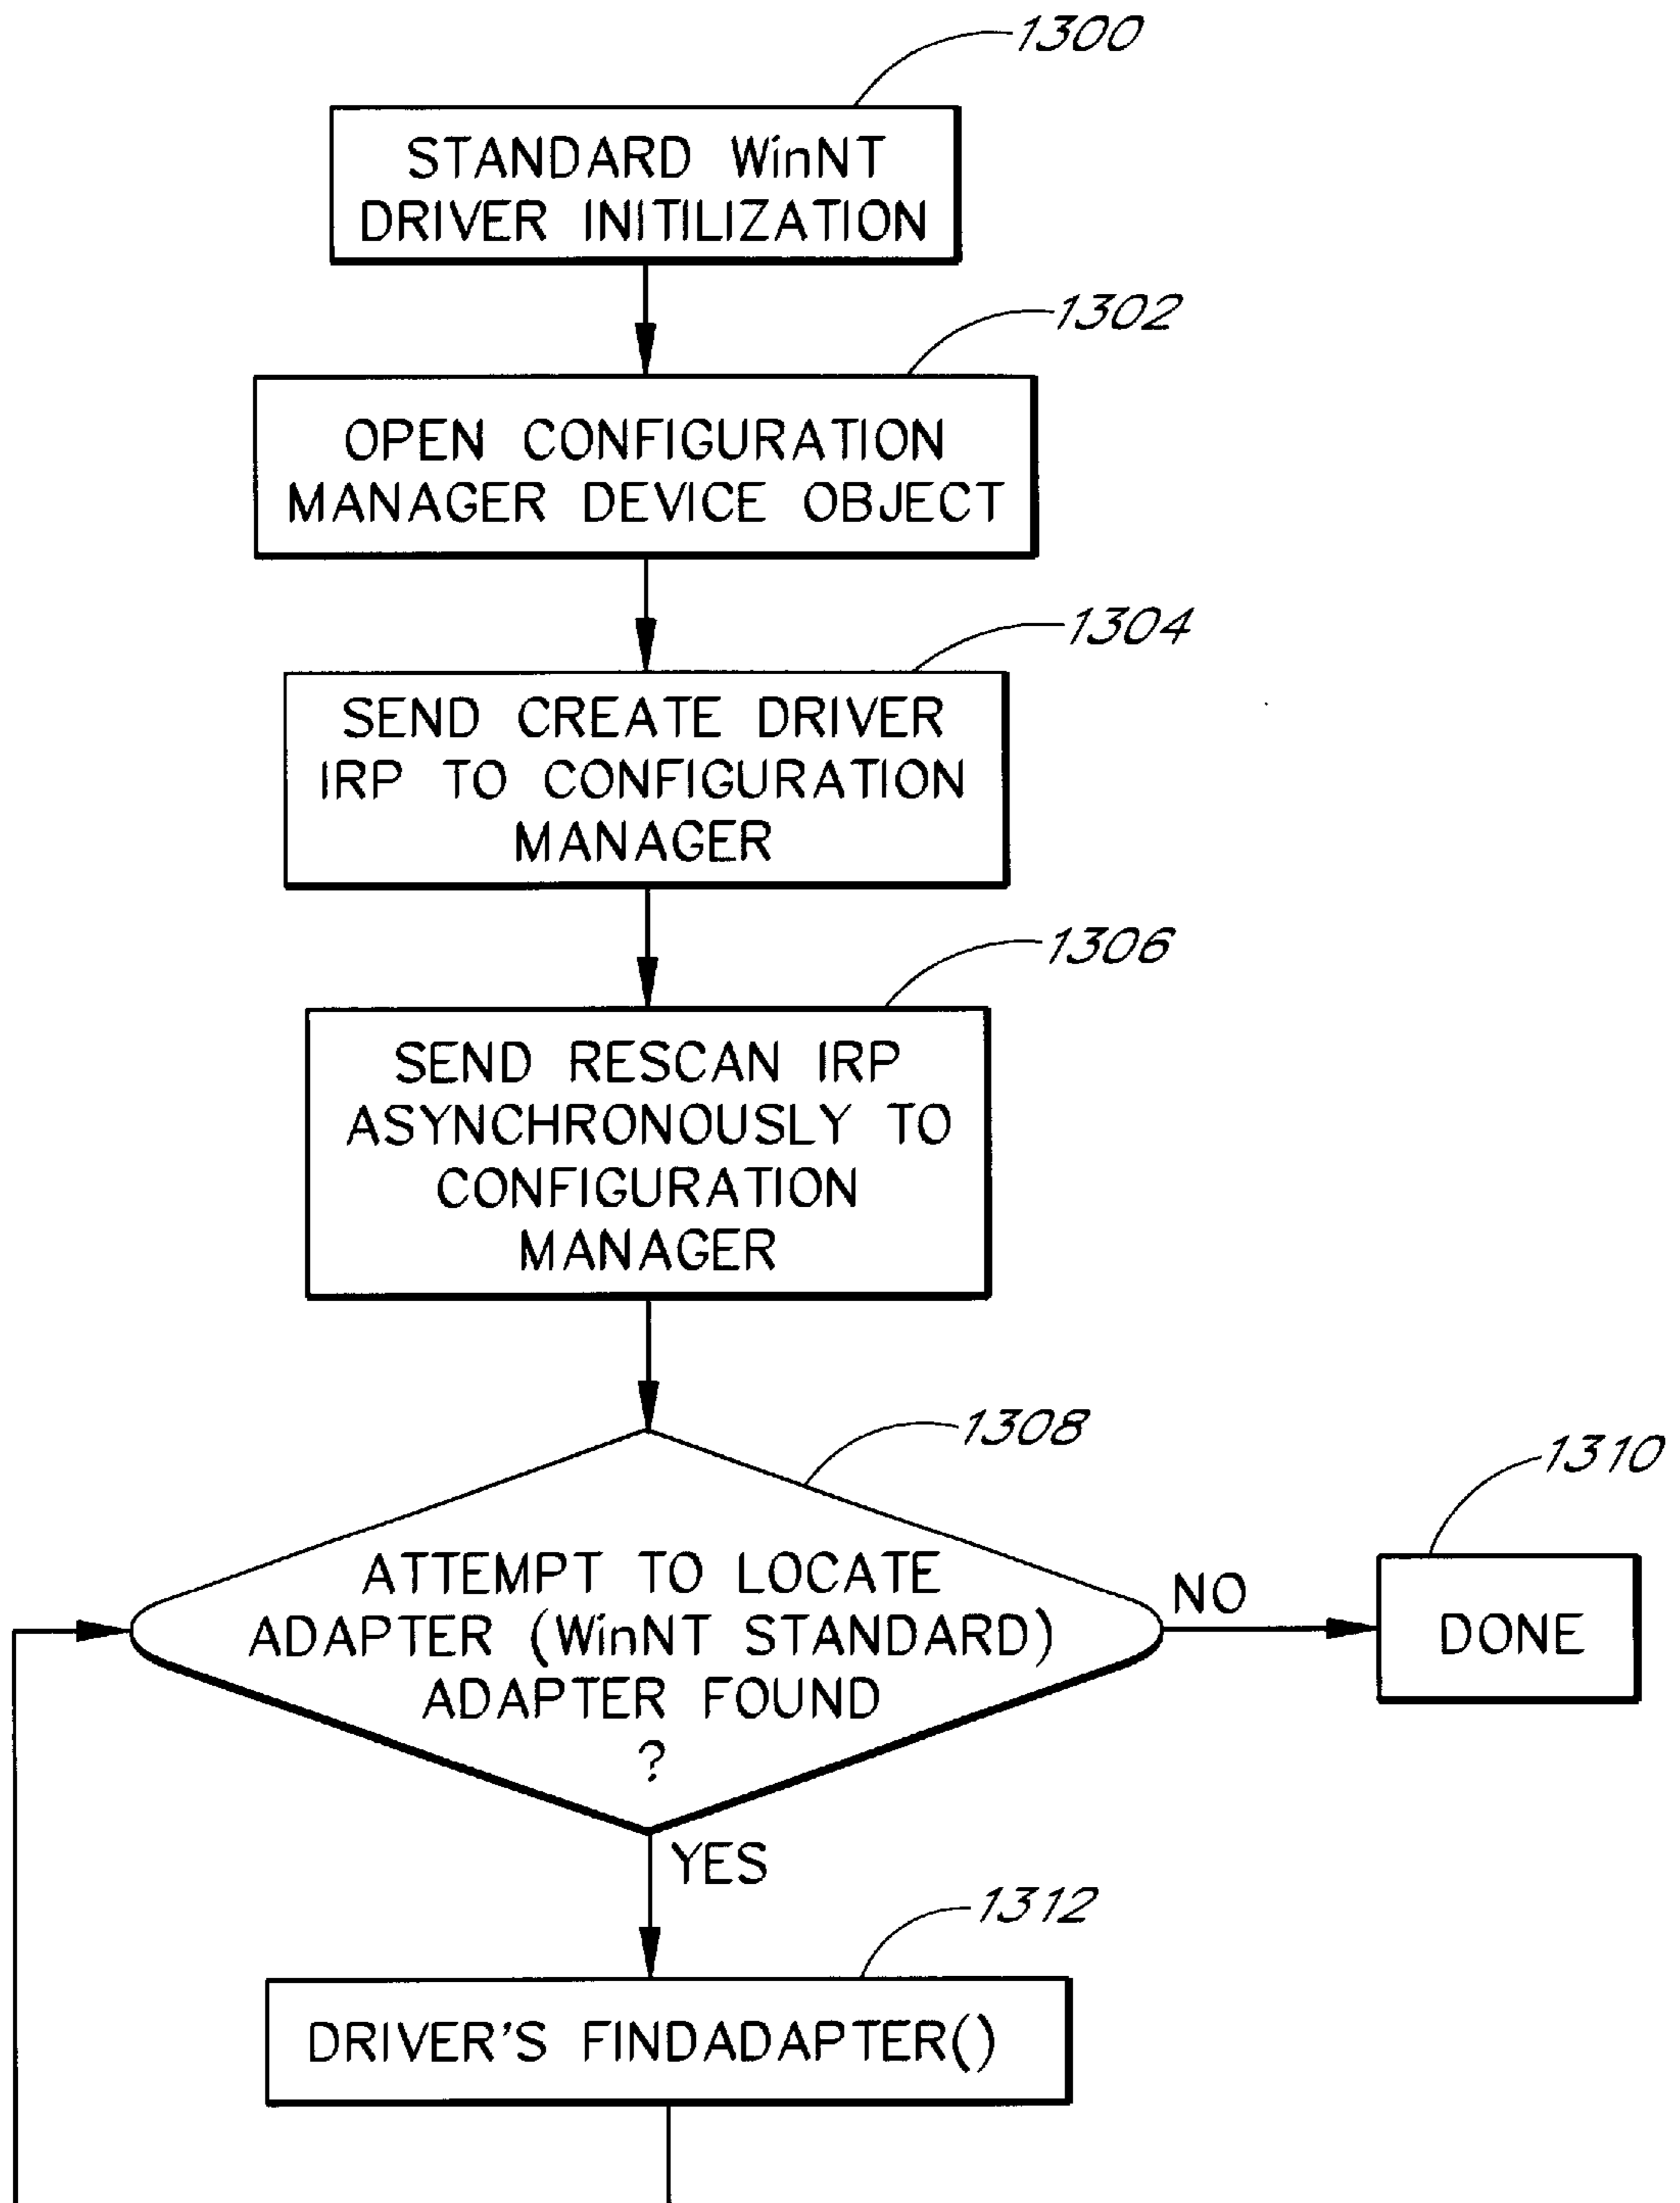 1300
STANDARD WinNT
DRIVER INITILIZATION
1302
OPEN CONFIGURATION
MANAGER DEVICE OBJECT
1304
SEND CREATE DRIVER
IRP TO CONFIGURATION
MANAGER
1306
SEND RESCAN IRP
ASYNCHRONOUSLY TO
CONFIGURATION
MANAGER
1308
ATTEMPT TO LOCATE
ADAPTER (WinNT STANDARD)
ADAPTER FOUND
?
NO
1310
DONE
YES
1312
DRIVER'S FINDADAPTER()